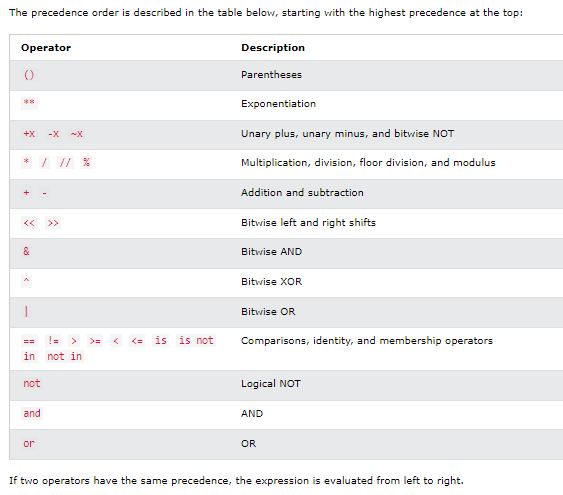 The precedence order is described in the table below, starting with the highest precedence at the top:
Operator Description
() Parentheses
** Exponentiation
+x -x ~x Unary plus, unary minus, and bitwise NOT
* / // % Multiplication, division, floor division, and modulus
+ - Addition and subtraction
<< >> Bitwise left and right shifts
& Bitwise AND
^ Bitwise XOR
| Bitwise OR
== != > >= < <= is is not Comparisons, identity, and membership operators
in not in
not Logical NOT
and AND
or OR
If two operators have the same precedence, the expression is evaluated from left to right.